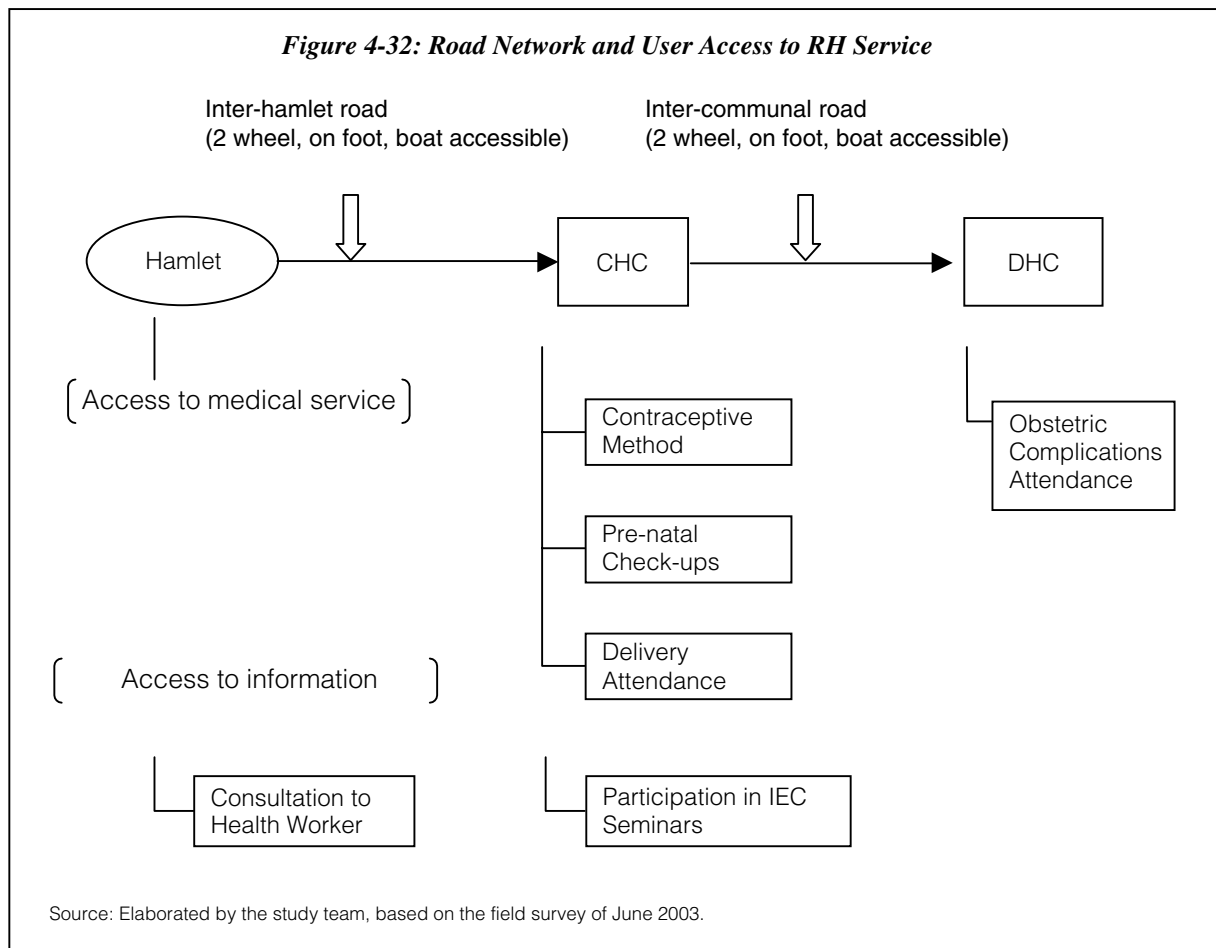 Figure 4-32: Road Network and User Access to RH Service
Inter-hamlet road
(2 wheel, on foot, boat accessible)
Inter-communal road
(2 wheel, on foot, boat accessible)
Hamlet
CHC
DHC
Access to medical service
Contraceptive
Method
Obstetric
Complications
Attendance
Pre-natal
Check-ups
Delivery
Attendance
Access to information
Consultation to
Health Worker
Participation in IEC
Seminars
Source: Elaborated by the study team, based on the field survey of June 2003.